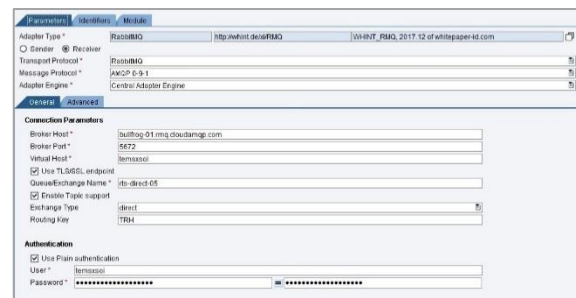 Parameters Identifiers Module
Adapter Type * RabbitMQ http://whint.de/af/RMQ WHINT_RMQ, 2017.12 of whitepaper-id.com
Sender Receiver
Transport Protocol * RabbitMQ
Message Protocol * AMQP 0-9-1
Adapter Engine * Central Adapter Engine
General Advanced
Connection Parameters
Broker Host * bullfrog-01.rmq.cloudamqp.com
Broker Port * 5672
Virtual Host *
Use TLS/SSL endpoint
Queue/Exchange Name * rts-direct-05
Enable Topic support
Exchange Type direct
Routing Key TRH
Authentication
Use Plain authentication
User *
Password *